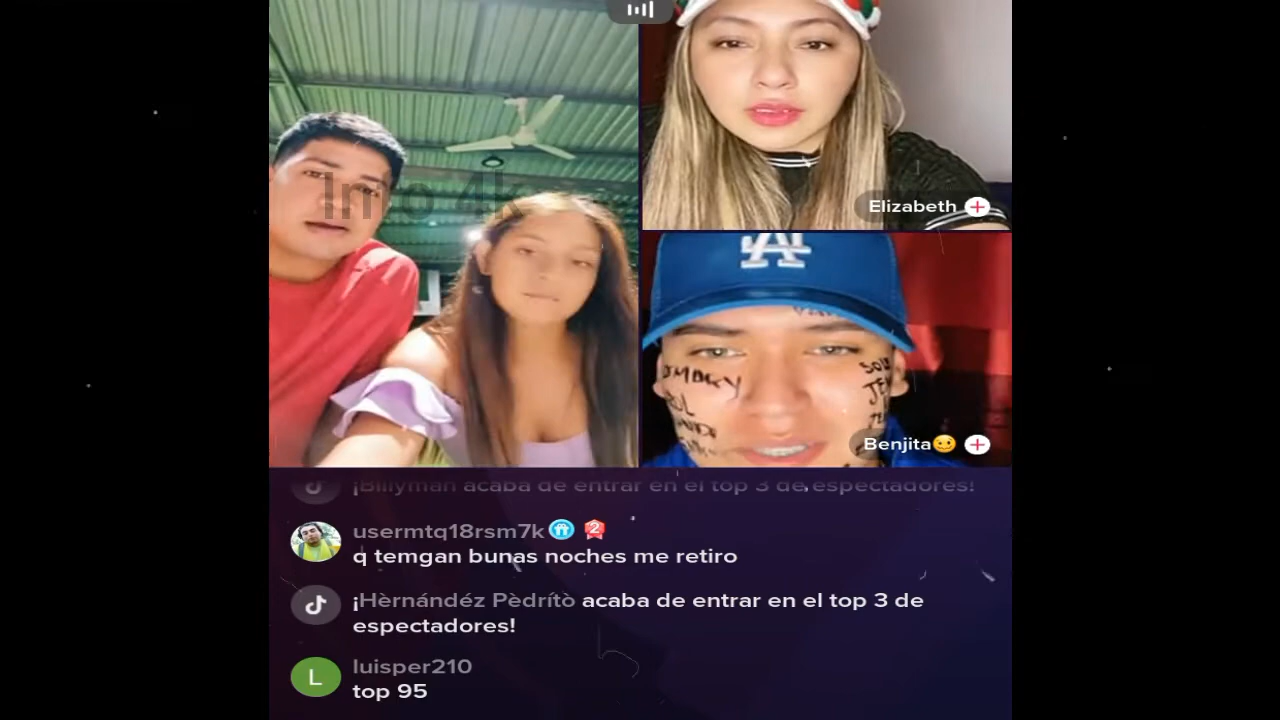 Elizabeth
LA
Benjita
¡Billyman acaba de entrar en el top 3 de espectadores!
usermtq18rsm7k 2
q temgan bunas noches me retiro
¡Hèrnándéz Pèdrítò acaba de entrar en el top 3 de
espectadores!
L
luisper210
top 95